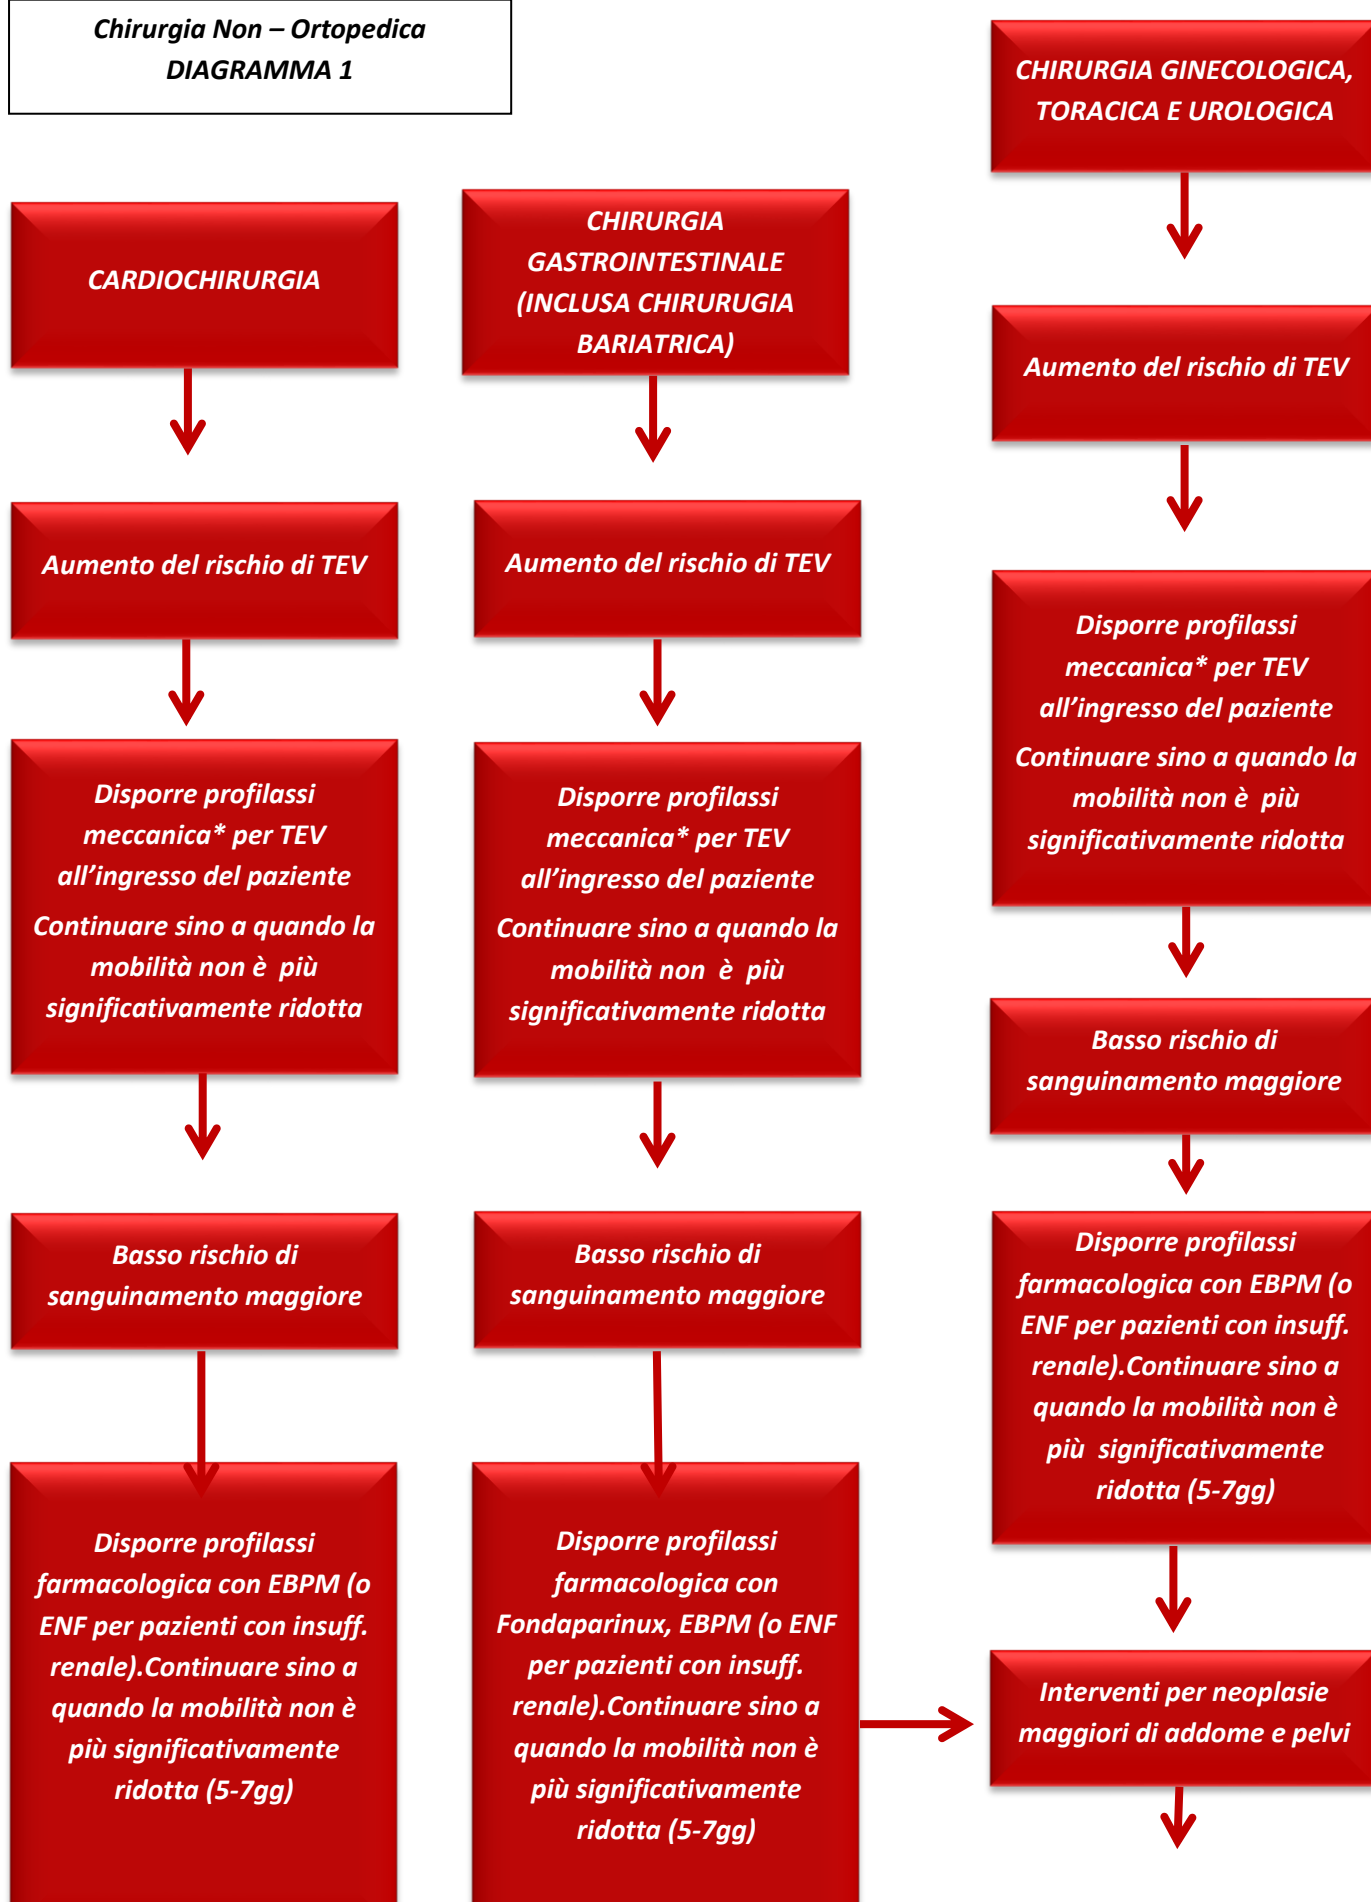 Chirurgia Non – Ortopedica
DIAGRAMMA 1
CARDIOCHIRURGIA
Aumento del rischio di TEV
Disporre profilassi
meccanica* per TEV
all’ingresso del paziente
Continuare sino a quando la
mobilità non è più
significativamente ridotta
Basso rischio di
sanguinamento maggiore
Disporre profilassi
farmacologica con EBPM (o
ENF per pazienti con insuff.
renale).Continuare sino a
quando la mobilità non è
più significativamente
ridotta (5-7gg)
CHIRURGIA
GASTROINTESTINALE
(INCLUSA CHIRURUGIA
BARIATRICA)
Aumento del rischio di TEV
Disporre profilassi
meccanica* per TEV
all’ingresso del paziente
Continuare sino a quando la
mobilità non è più
significativamente ridotta
Basso rischio di
sanguinamento maggiore
Disporre profilassi
farmacologica con
Fondaparinux, EBPM (o ENF
per pazienti con insuff.
renale).Continuare sino a
quando la mobilità non è
più significativamente
ridotta (5-7gg)
CHIRURGIA GINECOLOGICA,
TORACICA E UROLOGICA
Aumento del rischio di TEV
Disporre profilassi
meccanica* per TEV
all’ingresso del paziente
Continuare sino a quando la
mobilità non è più
significativamente ridotta
Basso rischio di
sanguinamento maggiore
Disporre profilassi
farmacologica con EBPM (o
ENF per pazienti con insuff.
renale).Continuare sino a
quando la mobilità non è
più significativamente
ridotta (5-7gg)
Interventi per neoplasie
maggiori di addome e pelvi